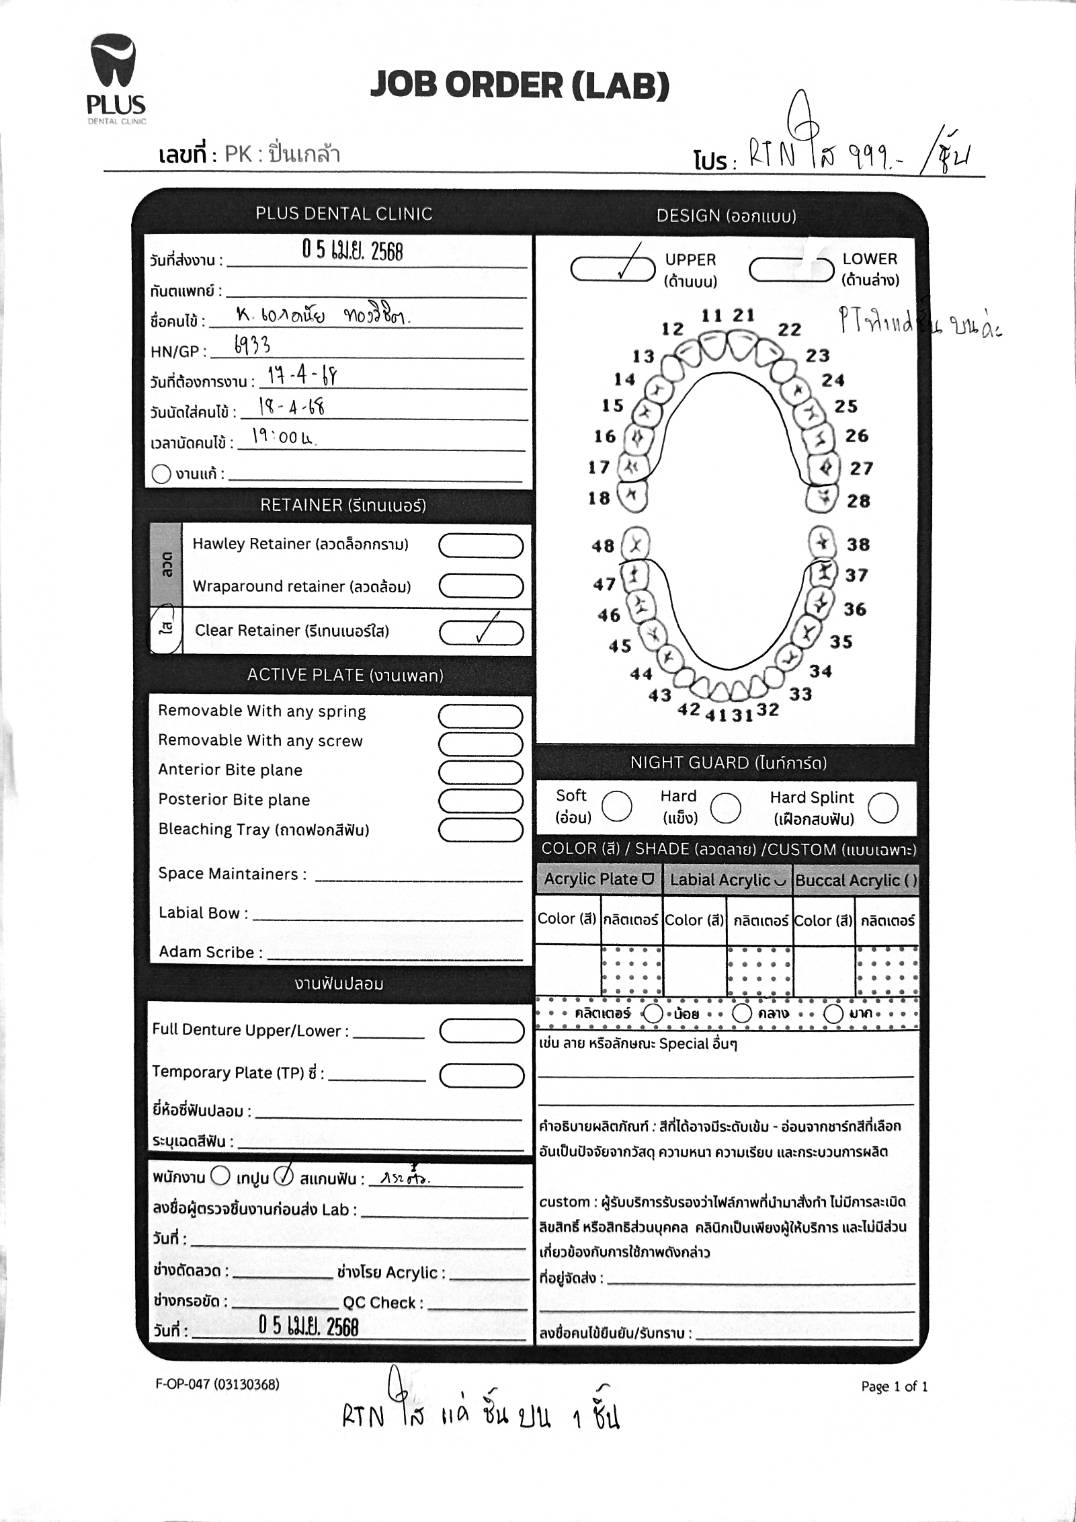 PLUS
DENTAL CLINIC
JOB ORDER (LAB)
เลขที่ : PK : ปิ่นเกล้า
โปร : RTN ใส 999.- /ชิ้น
PLUS DENTAL CLINIC
วันที่ส่งงาน : 05 เม.ย. 2568
ทันตแพทย์ :
ชื่อคนไข้ :
HN/GP : 6933
วันที่ต้องการงาน : 17-4-68
วันนัดใส่คนไข้ : 18-4-68
เวลานัดคนไข้ : 19:00 น.
งานแก้ :
RETAINER (รีเทนเนอร์)
ลวด
Hawley Retainer (ลวดล็อกกราม)
Wraparound retainer (ลวดล้อม)
ใส
Clear Retainer (รีเทนเนอร์ใส)
ACTIVE PLATE (งานเพลท)
Removable With any spring
Removable With any screw
Anterior Bite plane
Posterior Bite plane
Bleaching Tray (ถาดฟอกสีฟัน)
Space Maintainers :
Labial Bow :
Adam Scribe :
งานฟันปลอม
Full Denture Upper/Lower :
Temporary Plate (TP) ซี่ :
ยี่ห้อซี่ฟันปลอม :
ระบุเฉดสีฟัน :
พนักงาน เทปูน สแกนฟัน :
ลงชื่อผู้ตรวจชิ้นงานก่อนส่ง Lab :
วันที่ :
ช่างดัดลวด : ช่างโรย Acrylic :
ช่างกรอขัด : QC Check :
วันที่ : 05 เม.ย. 2568
DESIGN (ออกแบบ)
UPPER (ด้านบน)
LOWER (ด้านล่าง)
PT ทำแค่ชิ้น บนค่ะ
11 21
12 22
13 23
14 24
15 25
16 26
17 27
18 28
48 38
47 37
46 36
45 35
44 34
43 33
42 41 31 32
NIGHT GUARD (ไนท์การ์ด)
Soft (อ่อน)
Hard (แข็ง)
Hard Splint (เฝือกสบฟัน)
COLOR (สี) / SHADE (ลวดลาย) /CUSTOM (แบบเฉพาะ)
Acrylic Plate Labial Acrylic Buccal Acrylic ( )
Color (สี) กลิตเตอร์ Color (สี) กลิตเตอร์ Color (สี) กลิตเตอร์
กลิตเตอร์ น้อย กลาง มาก
เช่น ลาย หรือลักษณะ Special อื่นๆ
คำอธิบายผลิตภัณฑ์ : สีที่ได้อาจมีระดับเข้ม - อ่อนจากชาร์ทสีที่เลือก
อันเป็นปัจจัยจากวัสดุ ความหนา ความเรียบ และกระบวนการผลิต
custom : ผู้รับบริการรับรองว่าไฟล์ภาพที่นำมาสั่งทำ ไม่มีการละเมิด
ลิขสิทธิ์ หรือสิทธิส่วนบุคคล คลินิกเป็นเพียงผู้ให้บริการ และไม่มีส่วน
เกี่ยวข้องกับการใช้ภาพดังกล่าว
ที่อยู่จัดส่ง :
ลงชื่อคนไข้ยืนยัน/รับทราบ :
F-OP-047 (03130368)
Page 1 of 1
RTN ใส แค่ ชิ้น บน 1 ชิ้น